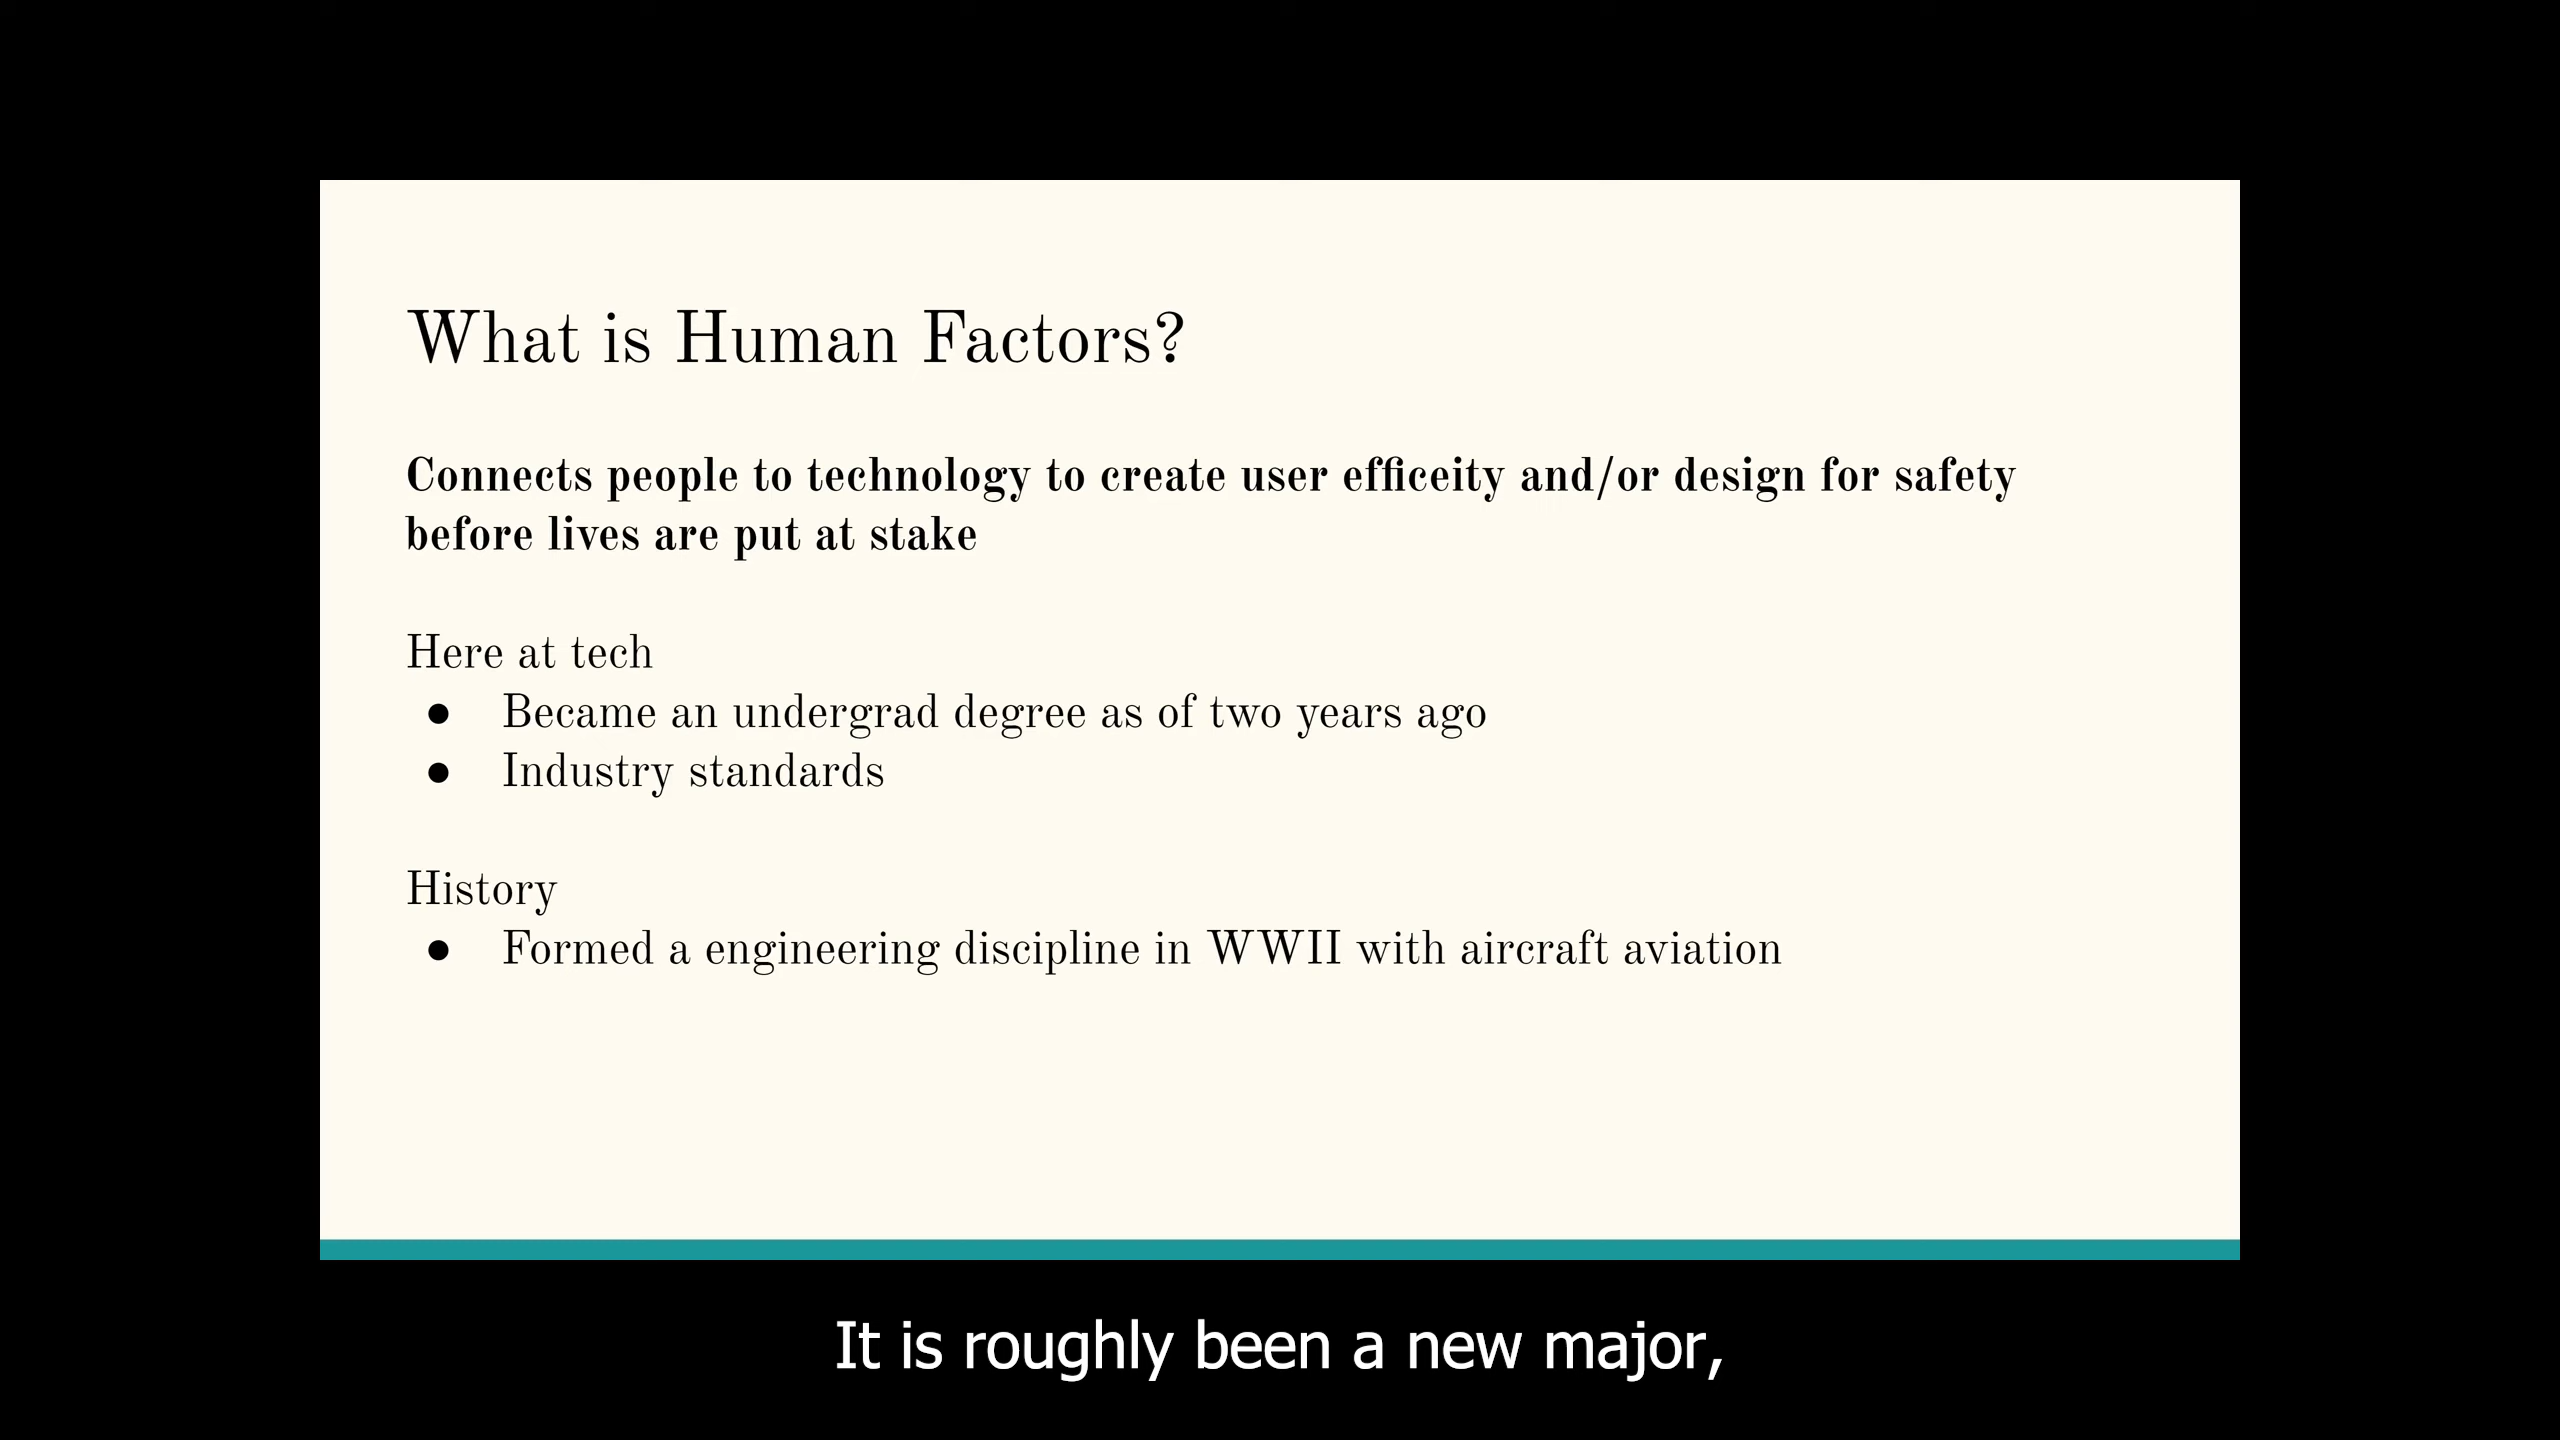 What is Human Factors?
Connects people to technology to create user efficeity and/or design for safety
before lives are put at stake
Here at tech
● Became an undergrad degree as of two years ago
● Industry standards
History
● Formed a engineering discipline in WWII with aircraft aviation
It is roughly been a new major,